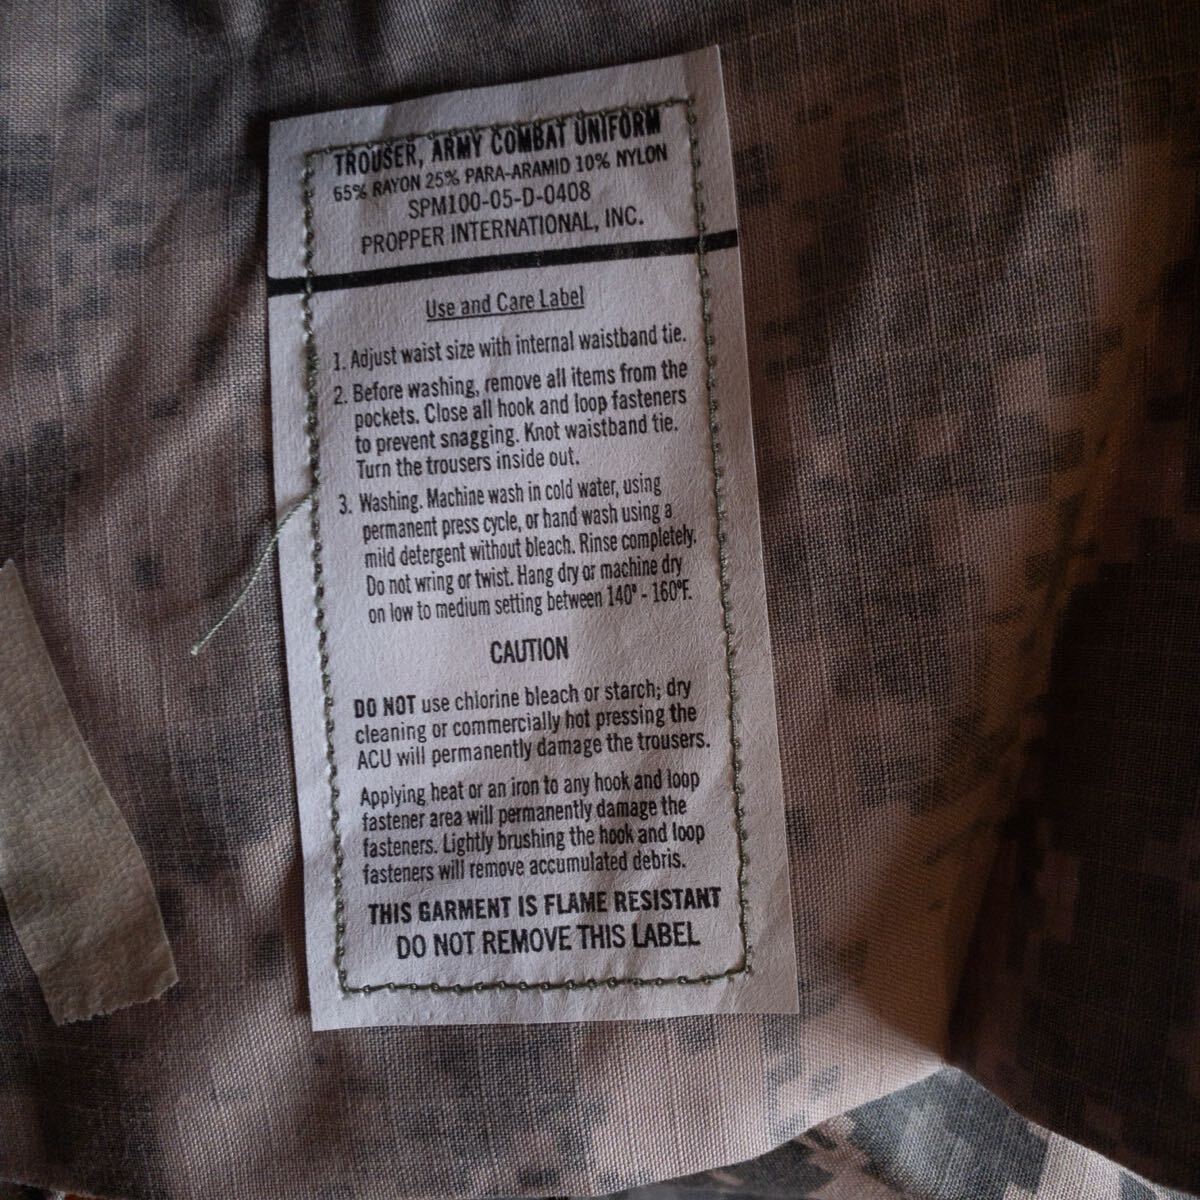 TROUSER, ARMY COMBAT UNIFORM
65% RAYON 25% PARA-ARAMID 10% NYLON
SPM100-05-D-0408
PROPPER INTERNATIONAL, INC.
Use and Care Label
1. Adjust waist size with internal waistband tie.
2. Before washing, remove all items from the
pockets. Close all hook and loop fasteners
to prevent snagging. Knot waistband tie.
Turn the trousers inside out.
3. Washing. Machine wash in cold water, using
permanent press cycle, or hand wash using a
mild detergent without bleach. Rinse completely.
Do not wring or twist. Hang dry or machine dry
on low to medium setting between 140° - 160°F.
CAUTION
DO NOT use chlorine bleach or starch; dry
cleaning or commercially hot pressing the
ACU will permanently damage the trousers.
Applying heat or an iron to any hook and loop
fastener area will permanently damage the
fasteners. Lightly brushing the hook and loop
fasteners will remove accumulated debris.
THIS GARMENT IS FLAME RESISTANT
DO NOT REMOVE THIS LABEL